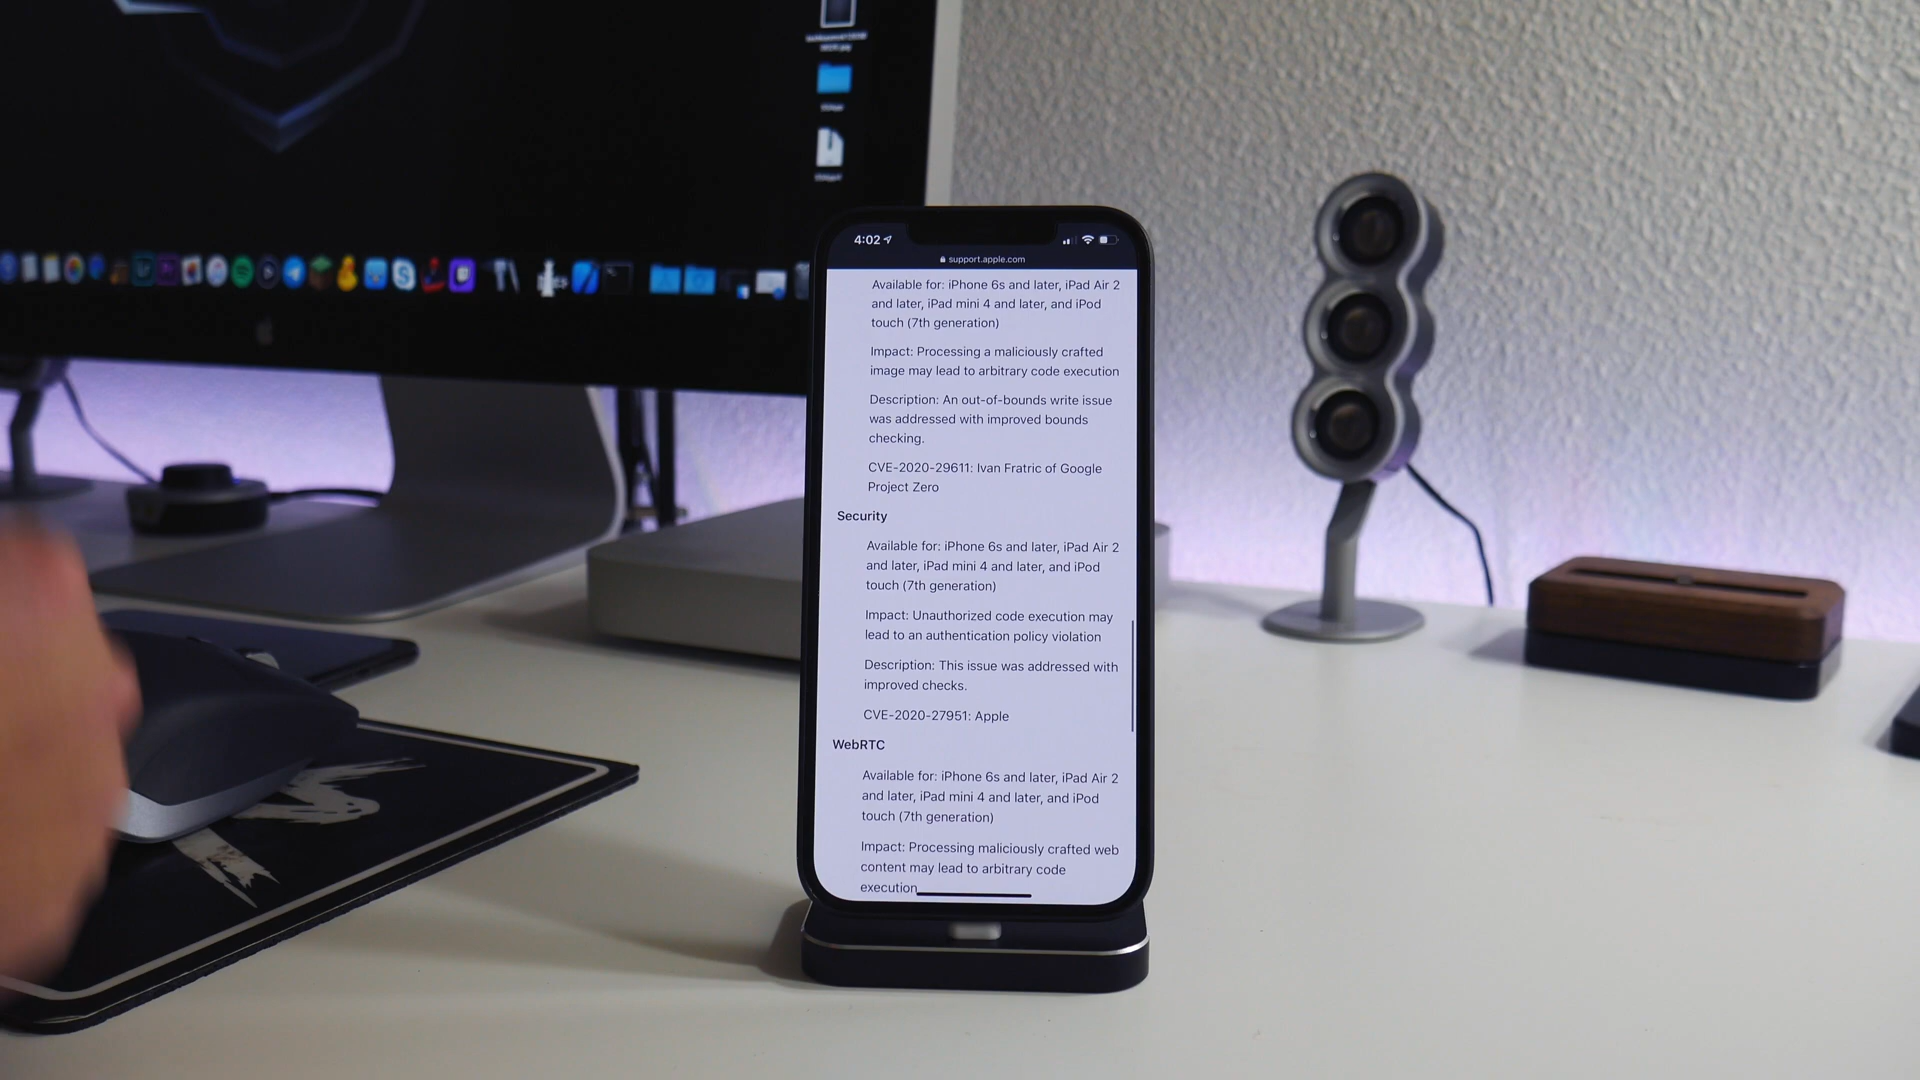 4:02
support.apple.com
Available for: iPhone 6s and later, iPad Air 2
and later, iPad mini 4 and later, and iPod
touch (7th generation)
Impact: Processing a maliciously crafted
image may lead to arbitrary code execution
Description: An out-of-bounds write issue
was addressed with improved bounds
checking.
CVE-2020-29611: Ivan Fratric of Google
Project Zero
Security
Available for: iPhone 6s and later, iPad Air 2
and later, iPad mini 4 and later, and iPod
touch (7th generation)
Impact: Unauthorized code execution may
lead to an authentication policy violation
Description: This issue was addressed with
improved checks.
CVE-2020-27951: Apple
WebRTC
Available for: iPhone 6s and later, iPad Air 2
and later, iPad mini 4 and later, and iPod
touch (7th generation)
Impact: Processing maliciously crafted web
content may lead to arbitrary code
execution